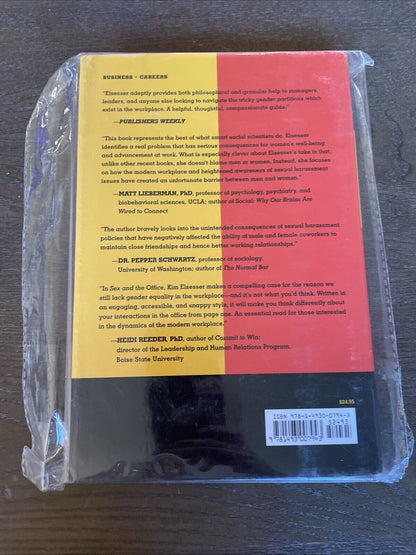 BUSINESS • CAREERS
"Elsesser adeptly provides both philosophical and granular help to managers,
leaders, and anyone else looking to navigate the tricky gender partitions which
exist in the workplace. A helpful, thoughtful, compassionate guide."
—PUBLISHERS WEEKLY
"This book represents the best of what smart social scientists do. Elsesser
identifies a real problem that has serious consequences for women's well-being
and advancement at work. What is especially clever about Elsesser's take is that,
unlike other recent books, she doesn't blame men or women. Instead, she focuses
on how the modern workplace and heightened awareness of sexual harassment
issues have created an unfortunate barrier between men and women."
—MATT LIEBERMAN, PhD, professor of psychology, psychiatry, and
biobehavioral sciences, UCLA; author of Social: Why Our Brains Are
Wired to Connect
"The author bravely looks into the unintended consequences of sexual harassment
policies that have negatively affected the ability of male and female coworkers to
maintain close friendships and hence better working relationships."
—DR. PEPPER SCHWARTZ, professor of sociology,
University of Washington; author of The Normal Bar
"In Sex and the Office, Kim Elsesser makes a compelling case for the reason we
still lack gender equality in the workplace—and it's not what you'd think. Written in
an engaging, accessible, and snappy style, it will make you think differently about
your interactions in the office from page one. An essential read for those interested
in the dynamics of the modern workplace."
—HEIDI REEDER, PhD, author of Commit to Win;
director of the Leadership and Human Relations Program,
Boise State University
$24.95
ISBN 978-1-4930-0794-3
52495
9 781493 007943